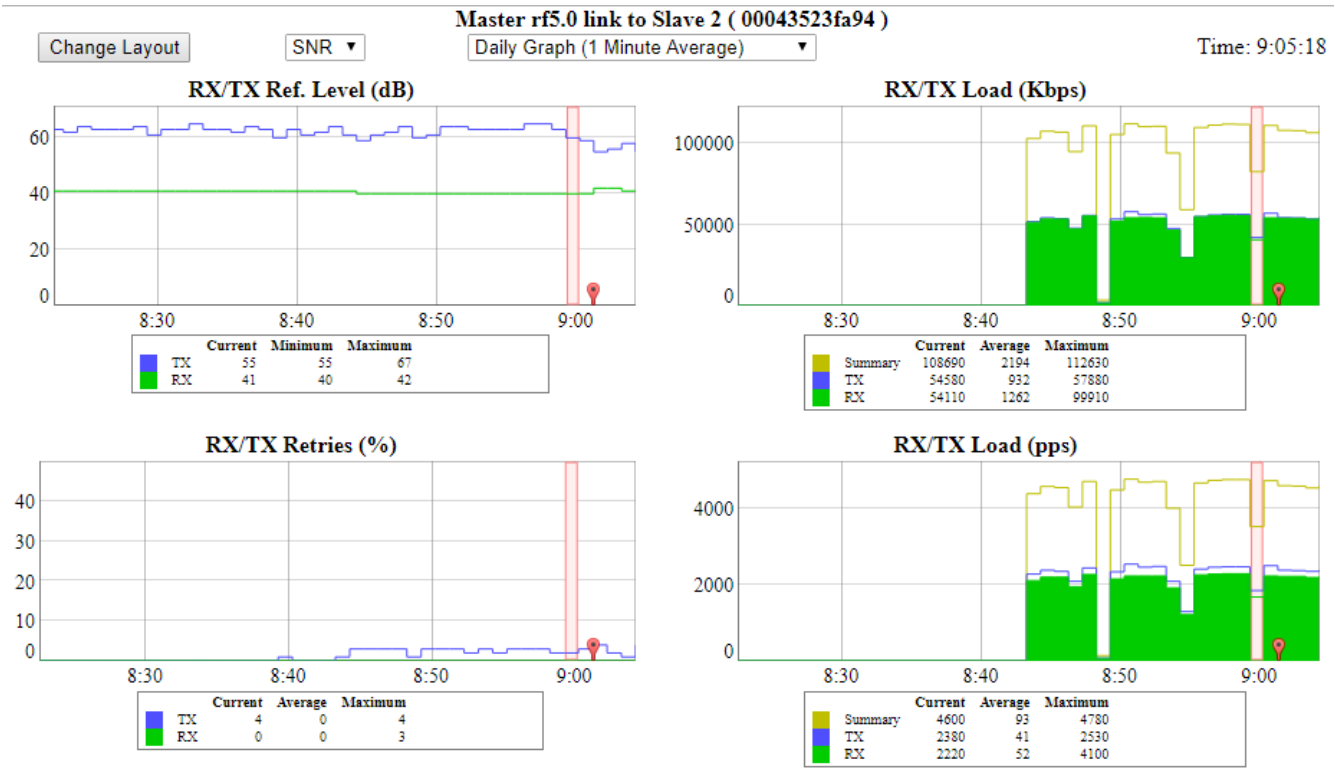 Master rf5.0 link to Slave 2 ( 00043523fa94 )
Change Layout SNR ▼ Daily Graph (1 Minute Average) ▼ Time: 9:05:18
RX/TX Ref. Level (dB)
60
40
20
0
8:30 8:40 8:50 9:00
Current Minimum Maximum
TX 55 55 67
RX 41 40 42
RX/TX Load (Kbps)
100000
50000
0
8:30 8:40 8:50 9:00
Current Average Maximum
Summary 108690 2194 112630
TX 54580 932 57880
RX 54110 1262 99910
RX/TX Retries (%)
40
30
20
10
0
8:30 8:40 8:50 9:00
Current Average Maximum
TX 4 0 4
RX 0 0 3
RX/TX Load (pps)
4000
2000
0
8:30 8:40 8:50 9:00
Current Average Maximum
Summary 4600 93 4780
TX 2380 41 2530
RX 2220 52 4100